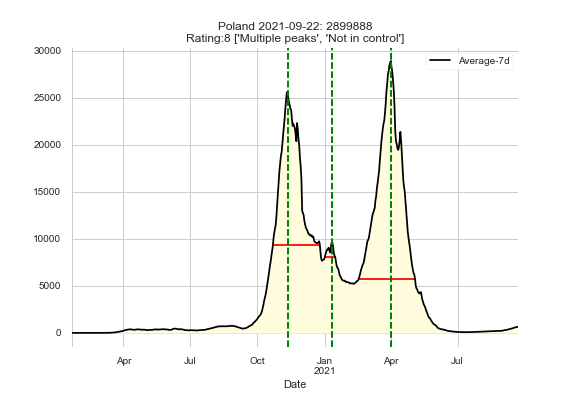 Poland 2021-09-22: 2899888
Rating:8 ['Multiple peaks', 'Not in control']
Average-7d
30000
25000
20000
15000
10000
5000
0
Apr
Jul
Oct
Jan
2021
Apr
Jul
Date